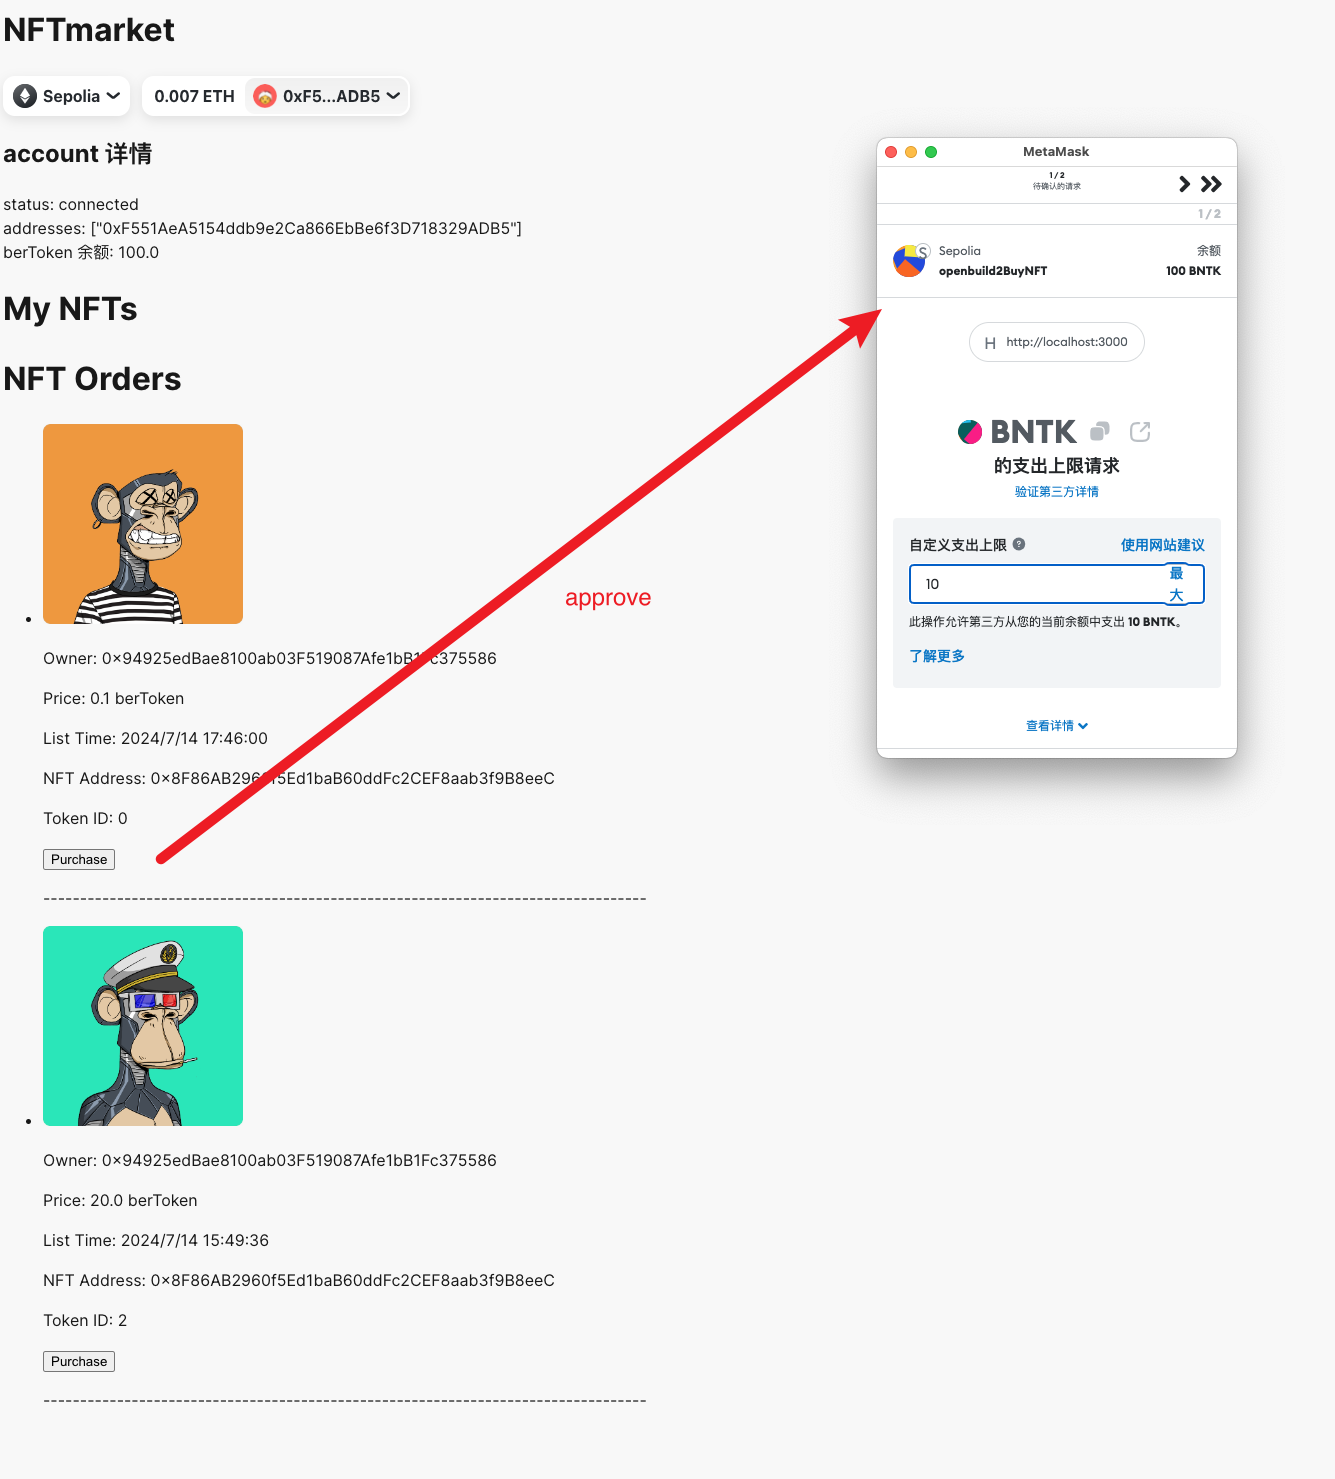 NFTmarket
Sepolia
0.007 ETH
0xF5...ADB5
account 详情
status: connected
addresses: ["0xF551AeA5154ddb9e2Ca866EbBe6f3D718329ADB5"]
berToken 余额: 100.0
My NFTs
NFT Orders
Owner: 0x94925edBae8100ab03F519087Afe1bB1Fc375586
Price: 0.1 berToken
List Time: 2024/7/14 17:46:00
NFT Address: 0x8F86AB2960f5Ed1baB60ddFc2CEF8aab3f9B8eeC
Token ID: 0
Purchase
--------------------------------------------------------------------------------
Owner: 0x94925edBae8100ab03F519087Afe1bB1Fc375586
Price: 20.0 berToken
List Time: 2024/7/14 15:49:36
NFT Address: 0x8F86AB2960f5Ed1baB60ddFc2CEF8aab3f9B8eeC
Token ID: 2
Purchase
--------------------------------------------------------------------------------
approve
MetaMask
1 / 2
待确认的请求
1 / 2
S
Sepolia
余额
openbuild2BuyNFT
100 BNTK
H http://localhost:3000
BNTK
的支出上限请求
验证第三方详情
自定义支出上限 ?
使用网站建议
10
最
大
此操作允许第三方从您的当前余额中支出 10 BNTK。
了解更多
查看详情